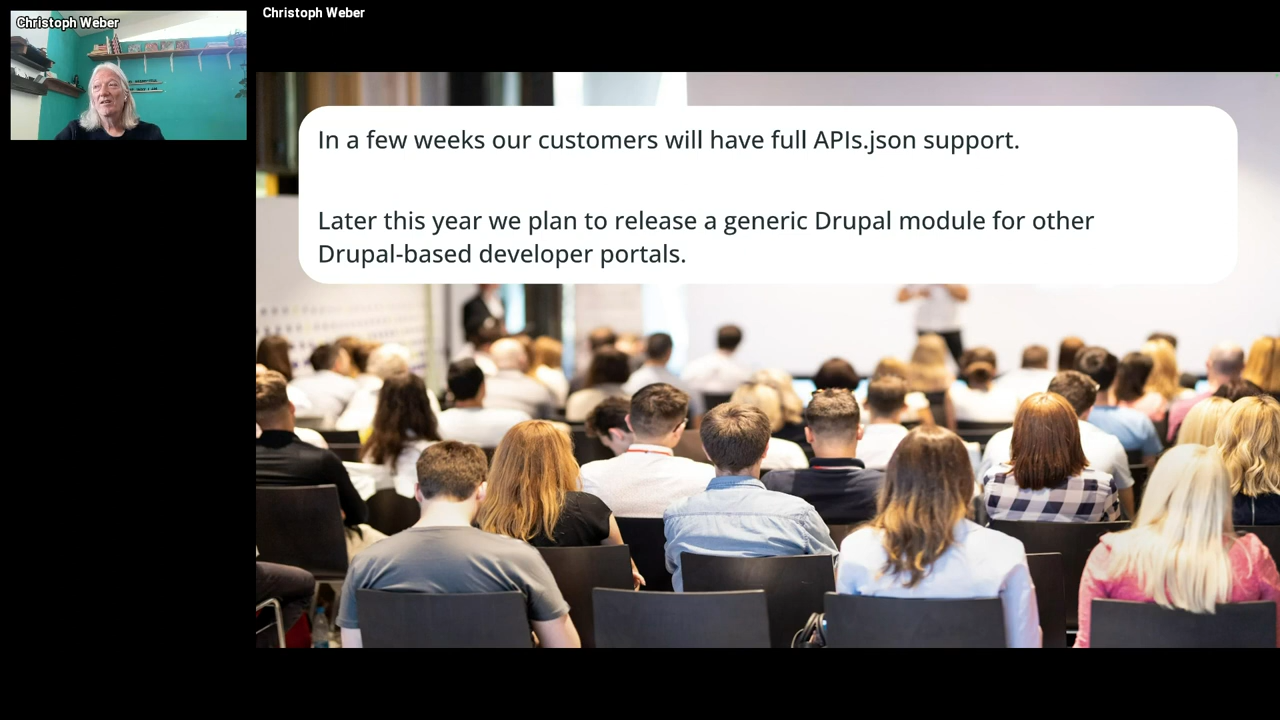 Christoph Weber
Christoph Weber
In a few weeks our customers will have full APIs.json support.
Later this year we plan to release a generic Drupal module for other
Drupal-based developer portals.